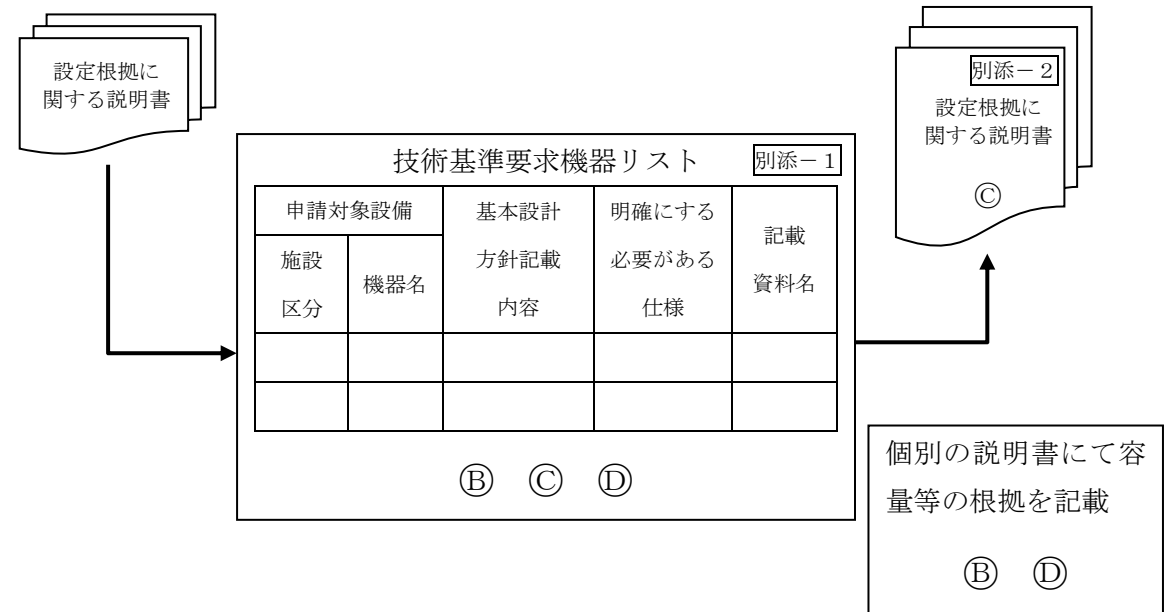 設定根拠に
関する説明書
別添－２
設定根拠に
関する説明書
Ⓒ
技術基準要求機器リスト
別添－１
申請対象設備
施設
区分
機器名
基本設計
方針記載
内容
明確にする
必要がある
仕様
記載
資料名
Ⓑ Ⓒ Ⓓ
個別の説明書にて容
量等の根拠を記載
Ⓑ Ⓓ